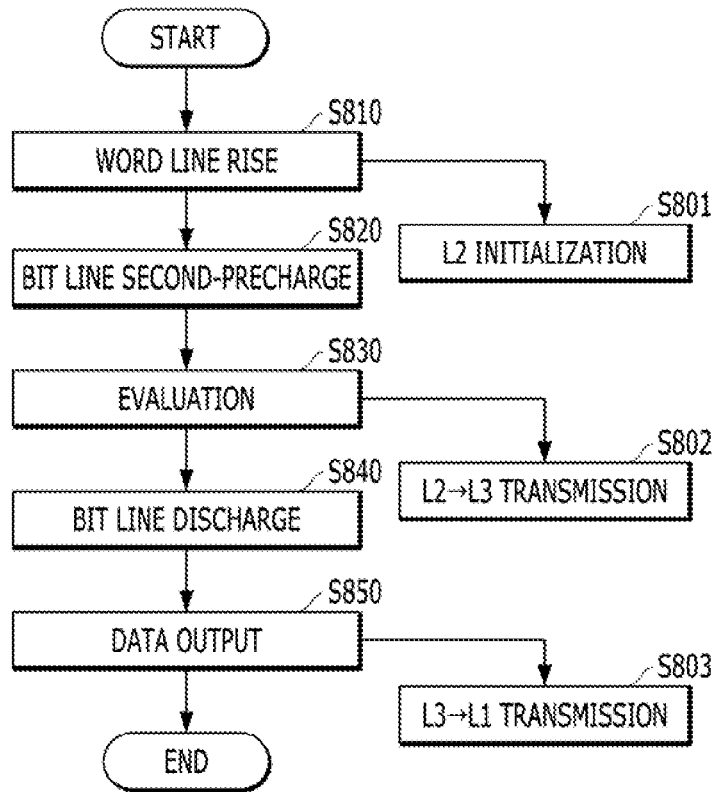 START
S810
WORD LINE RISE
S801
L2 INITIALIZATION
S820
BIT LINE SECOND-PRECHARGE
S830
EVALUATION
S802
L2→L3 TRANSMISSION
S840
BIT LINE DISCHARGE
S850
DATA OUTPUT
S803
L3→L1 TRANSMISSION
END